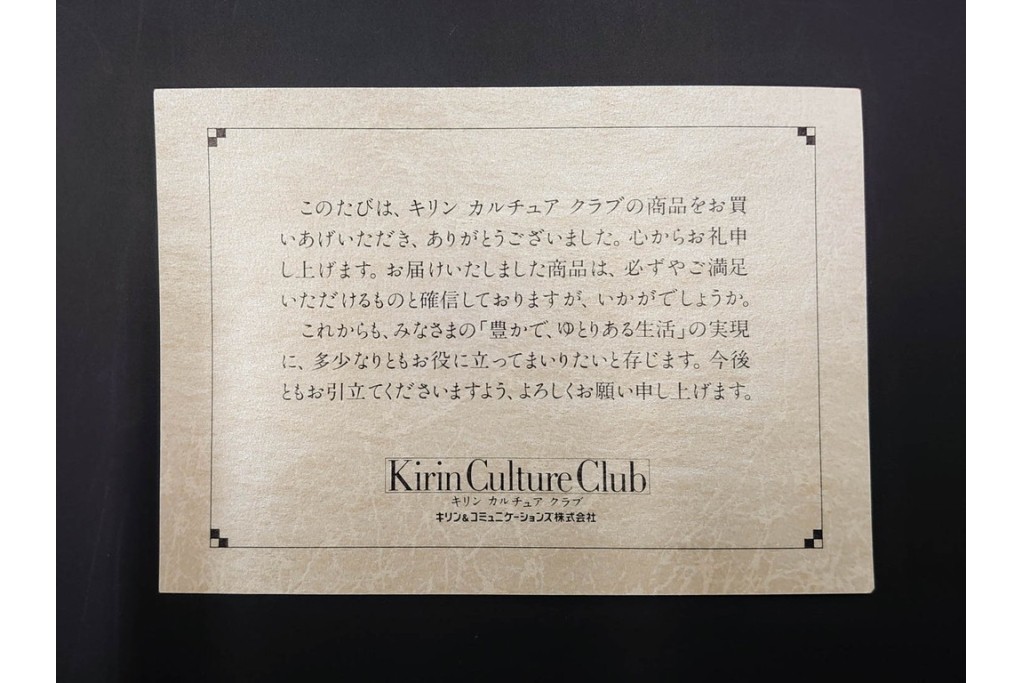 このたびは、キリン カルチュア クラブの商品をお買
いあげいただき、ありがとうございました。心からお礼申
し上げます。お届けいたしました商品は、必ずやご満足
いただけるものと確信しておりますが、いかがでしょうか。
これからも、みなさまの「豊かで、ゆとりある生活」の実現
に、多少なりともお役に立ってまいりたいと存じます。今後
ともお引立てくださいますよう、よろしくお願い申し上げます。
Kirin Culture Club
キリン カルチュア クラブ
キリン&コミュニケーションズ株式会社